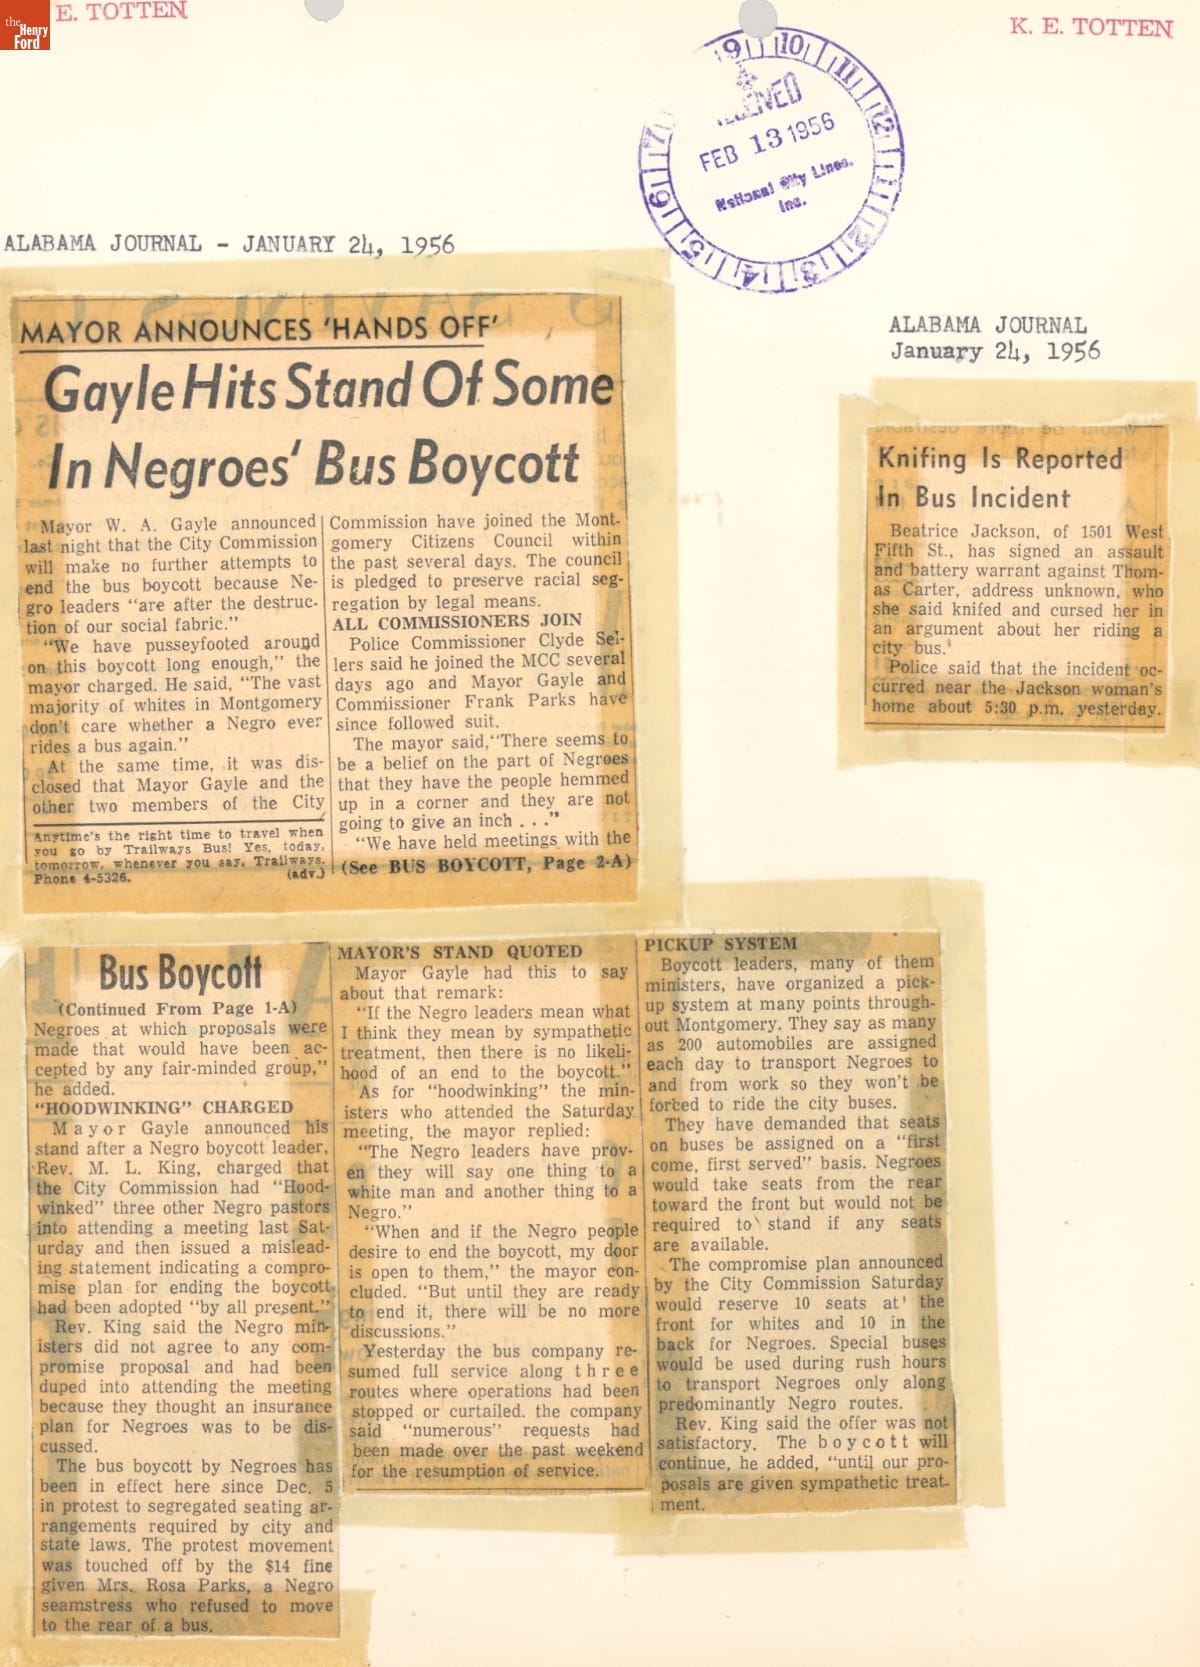 the
Henry
Ford
E. TOTTEN
K. E. TOTTEN
9 10 11 12 1 2 3 4 5 6 7
FEB 13 1956
National City Lines,
Inc.
ALABAMA JOURNAL - JANUARY 24, 1956
MAYOR ANNOUNCES 'HANDS OFF'
Gayle Hits Stand Of Some
In Negroes' Bus Boycott
Mayor W. A. Gayle announced
last night that the City Commission
will make no further attempts to
end the bus boycott because Ne-
gro leaders "are after the destruc-
tion of our social fabric."
"We have pusseyfooted around
on this boycott long enough," the
mayor charged. He said, "The vast
majority of whites in Montgomery
don't care whether a Negro ever
rides a bus again."
At the same time, it was dis-
closed that Mayor Gayle and the
other two members of the City
Anytime's the right time to travel when
you go by Trailways Bus! Yes, today,
tomorrow, whenever you say, Trailways.
Phone 4-5326. (adv.)
Commission have joined the Mont-
gomery Citizens Council within
the past several days. The council
is pledged to preserve racial seg-
regation by legal means.
ALL COMMISSIONERS JOIN
Police Commissioner Clyde Sel-
lers said he joined the MCC several
days ago and Mayor Gayle and
Commissioner Frank Parks have
since followed suit.
The mayor said, "There seems to
be a belief on the part of Negroes
that they have the people hemmed
up in a corner and they are not
going to give an inch . . ."
"We have held meetings with the
(See BUS BOYCOTT, Page 2-A)
ALABAMA JOURNAL
January 24, 1956
Knifing Is Reported
In Bus Incident
Beatrice Jackson, of 1501 West
Fifth St., has signed an assault
and battery warrant against Thom-
as Carter, address unknown, who
she said knifed and cursed her in
an argument about her riding a
city bus.
Police said that the incident oc-
curred near the Jackson woman's
home about 5:30 p.m. yesterday.
Bus Boycott
(Continued From Page 1-A)
Negroes at which proposals were
made that would have been ac-
cepted by any fair-minded group,"
he added.
"HOODWINKING" CHARGED
Mayor Gayle announced his
stand after a Negro boycott leader,
Rev. M. L. King, charged that
the City Commission had "Hood-
winked" three other Negro pastors
into attending a meeting last Sat-
urday and then issued a mislead-
ing statement indicating a compro-
mise plan for ending the boycott
had been adopted "by all present."
Rev. King said the Negro min-
isters did not agree to any com-
promise proposal and had been
duped into attending the meeting
because they thought an insurance
plan for Negroes was to be dis-
cussed.
The bus boycott by Negroes has
been in effect here since Dec. 5
in protest to segregated seating ar-
rangements required by city and
state laws. The protest movement
was touched off by the $14 fine
given Mrs. Rosa Parks, a Negro
seamstress who refused to move
to the rear of a bus.
MAYOR'S STAND QUOTED
Mayor Gayle had this to say
about that remark:
"If the Negro leaders mean what
I think they mean by sympathetic
treatment, then there is no likeli-
hood of an end to the boycott."
As for "hoodwinking" the min-
isters who attended the Saturday
meeting, the mayor replied:
"The Negro leaders have prov-
en they will say one thing to a
white man and another thing to a
Negro."
"When and if the Negro people
desire to end the boycott, my door
is open to them," the mayor con-
cluded. "But until they are ready
to end it, there will be no more
discussions."
Yesterday the bus company re-
sumed full service along three
routes where operations had been
stopped or curtailed. the company
said "numerous" requests had
been made over the past weekend
for the resumption of service.
PICKUP SYSTEM
Boycott leaders, many of them
ministers, have organized a pick-
up system at many points through-
out Montgomery. They say as many
as 200 automobiles are assigned
each day to transport Negroes to
and from work so they won't be
forced to ride the city buses.
They have demanded that seats
on buses be assigned on a "first
come, first served" basis. Negroes
would take seats from the rear
toward the front but would not be
required to stand if any seats
are available.
The compromise plan announced
by the City Commission Saturday
would reserve 10 seats at the
front for whites and 10 in the
back for Negroes. Special buses
would be used during rush hours
to transport Negroes only along
predominantly Negro routes.
Rev. King said the offer was not
satisfactory. The boycott will
continue, he added, "until our pro-
posals are given sympathetic treat-
ment.